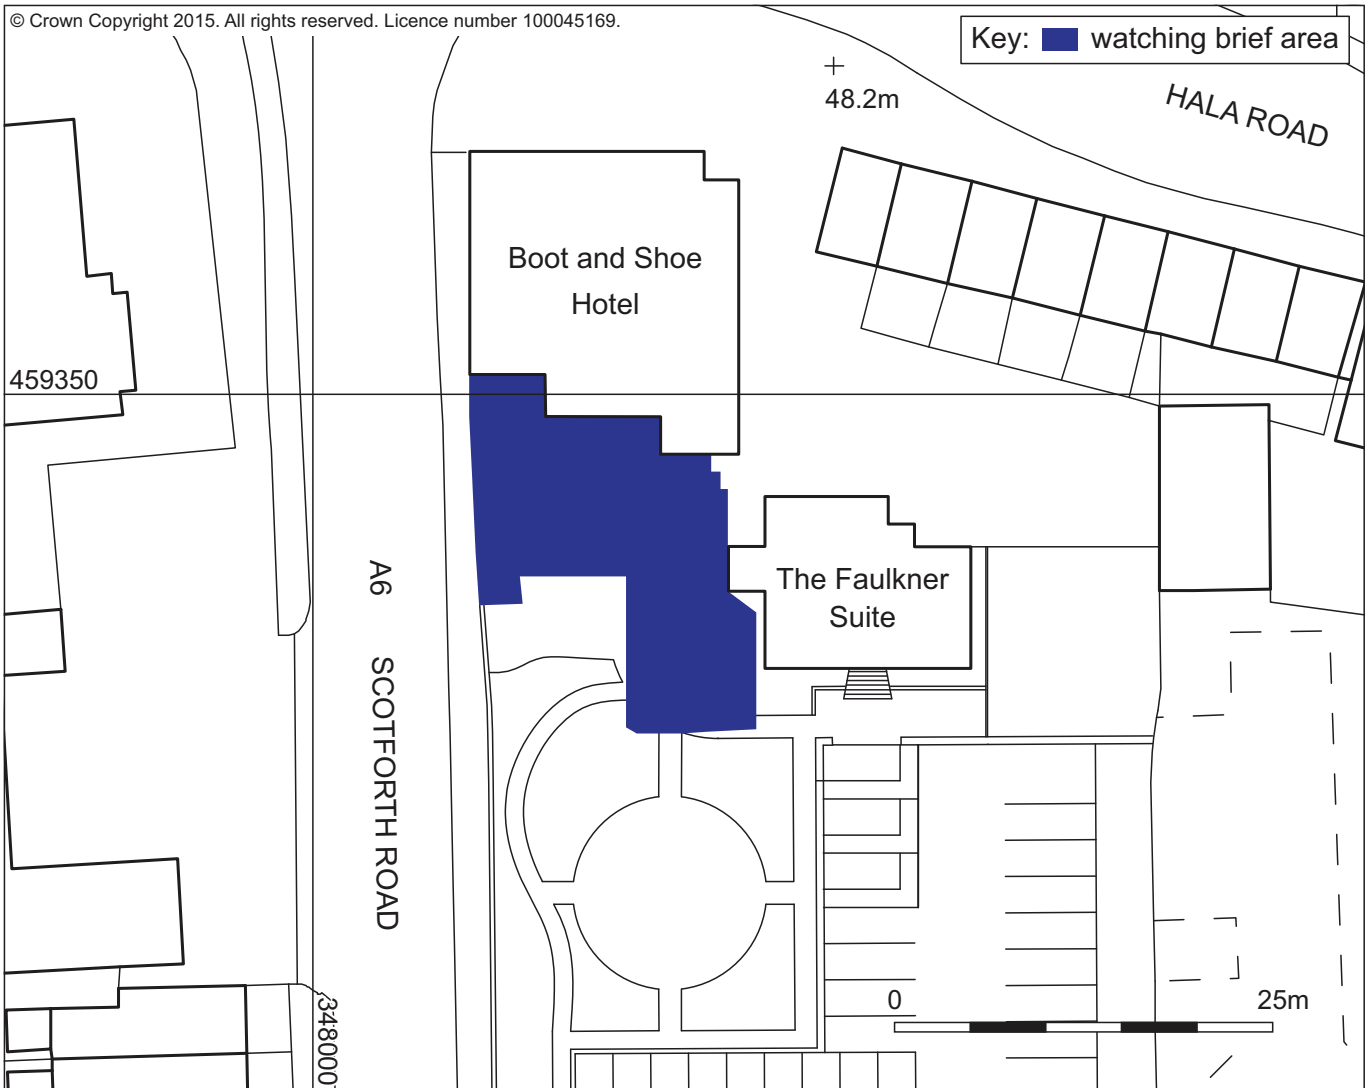 © Crown Copyright 2015. All rights reserved. Licence number 100045169.
Key: watching brief area
48.2m
HALA ROAD
Boot and Shoe
Hotel
459350
A6 SCOTFORTH ROAD
The Faulkner
Suite
0 25m
348000